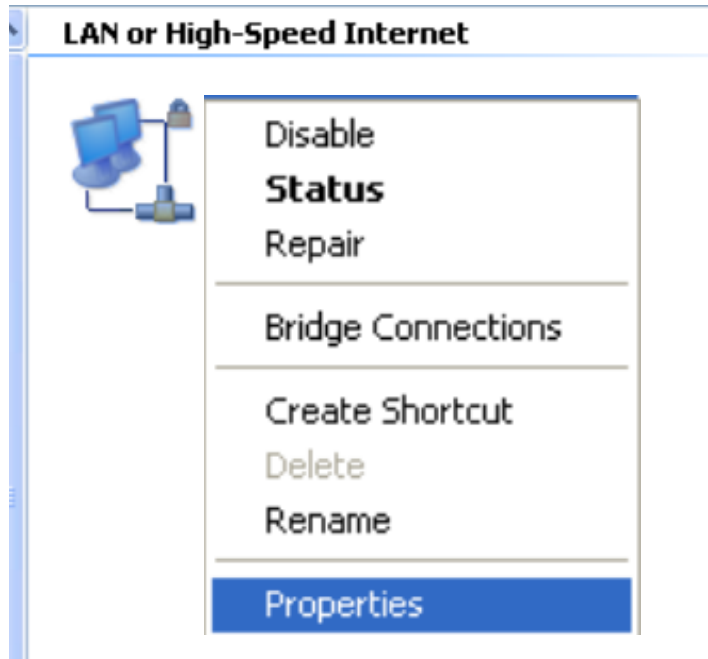 LAN or High-Speed Internet
Disable
Status
Repair
Bridge Connections
Create Shortcut
Delete
Rename
Properties